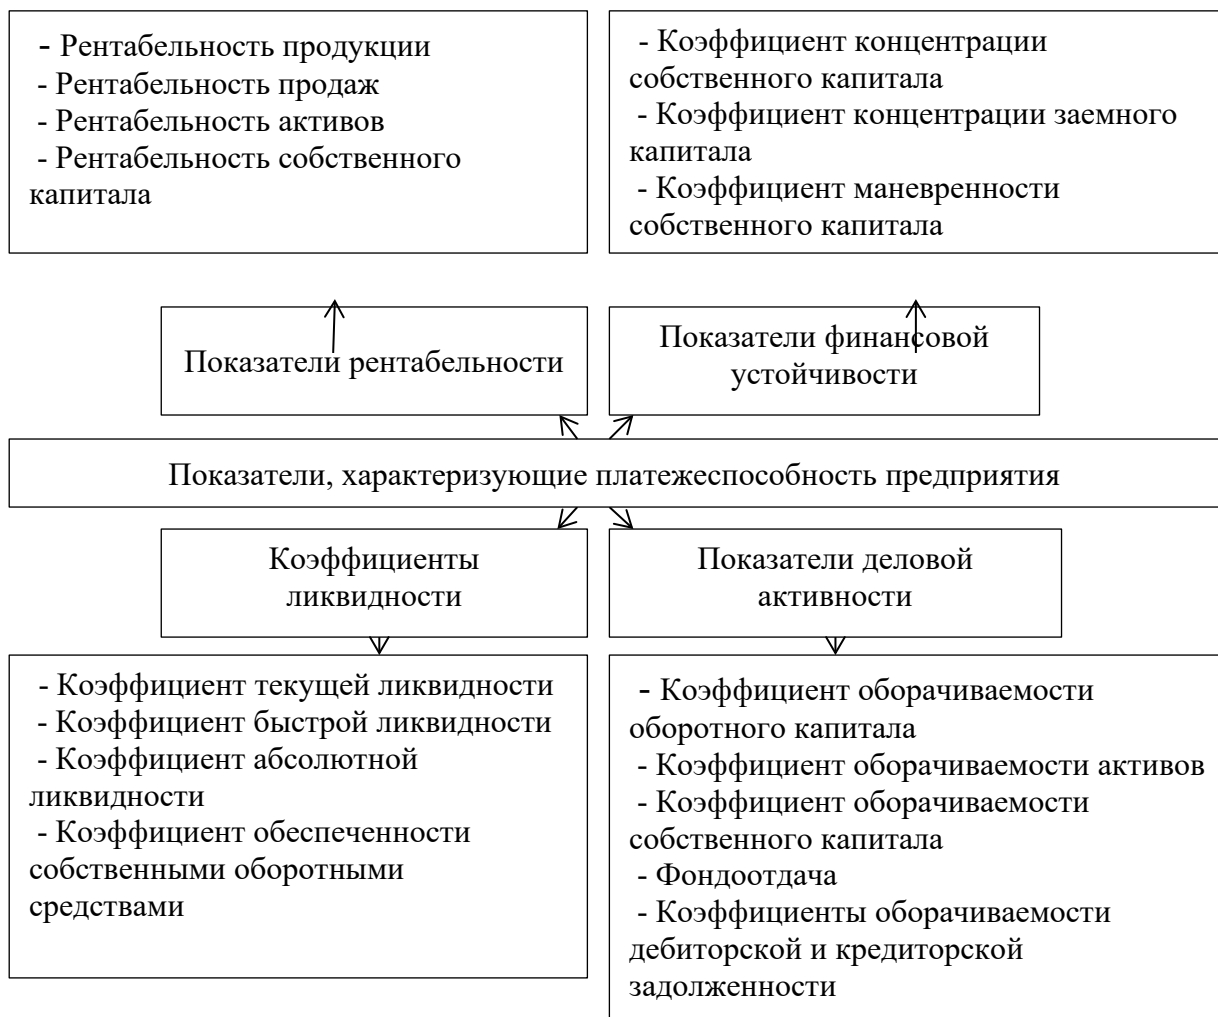 - Рентабельность продукции
- Рентабельность продаж
- Рентабельность активов
- Рентабельность собственного
капитала
- Коэффициент концентрации
собственного капитала
- Коэффициент концентрации заемного
капитала
- Коэффициент маневренности
собственного капитала
Показатели рентабельности
Показатели финансовой
устойчивости
Показатели, характеризующие платежеспособность предприятия
Коэффициенты
ликвидности
Показатели деловой
активности
- Коэффициент текущей ликвидности
- Коэффициент быстрой ликвидности
- Коэффициент абсолютной
ликвидности
- Коэффициент обеспеченности
собственными оборотными
средствами
- Коэффициент оборачиваемости
оборотного капитала
- Коэффициент оборачиваемости активов
- Коэффициент оборачиваемости
собственного капитала
- Фондоотдача
- Коэффициенты оборачиваемости
дебиторской и кредиторской
задолженности